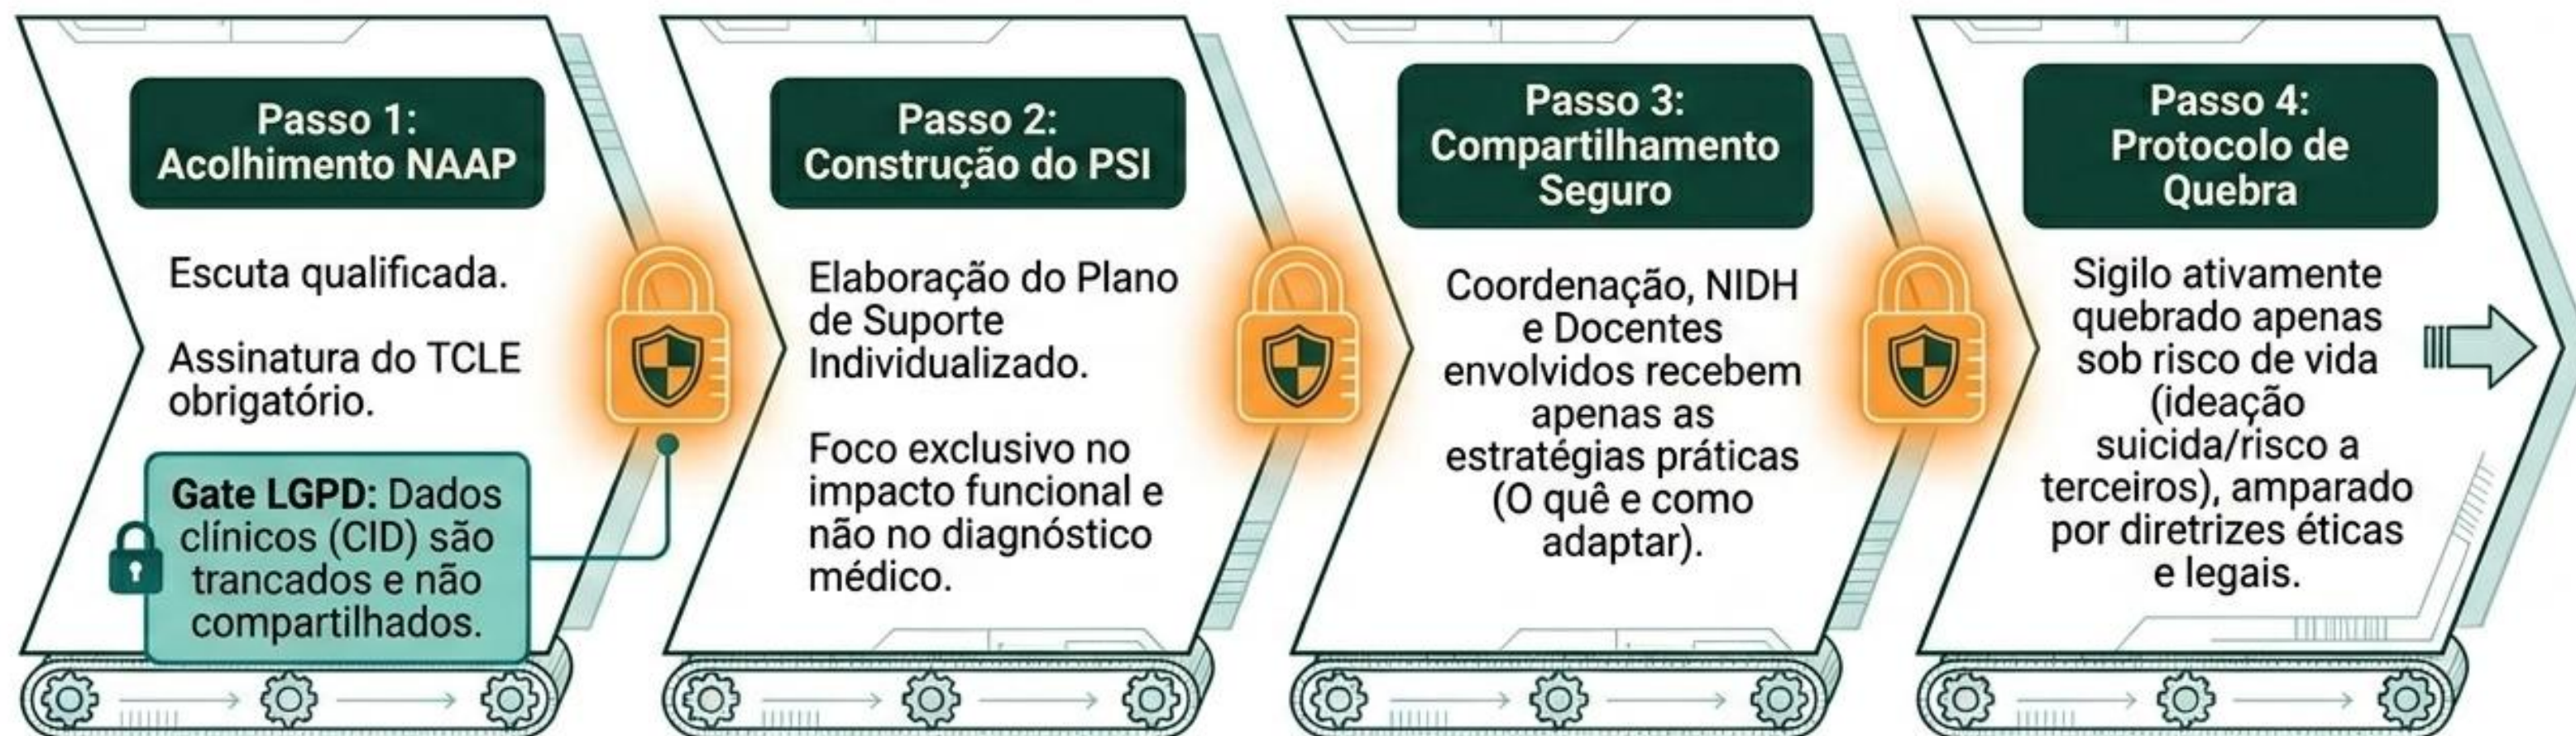 Passo 1:
Acolhimento NAAP
Escuta qualificada.
Assinatura do TCLE
obrigatório.
Gate LGPD: Dados
clínicos (CID) são
trancados e não
compartilhados.
Passo 2:
Construção do PSI
Elaboração do Plano
de Suporte
Individualizado.
Foco exclusivo no
impacto funcional e
não no diagnóstico
médico.
Passo 3:
Compartilhamento
Seguro
Coordenação, NIDH
e Docentes
envolvidos recebem
apenas as
estratégias práticas
(O quê e como
adaptar).
Passo 4:
Protocolo de
Quebra
Sigilo ativamente
quebrado apenas
sob risco de vida
(ideação
suicida/risco a
terceiros), amparado
por diretrizes éticas
e legais.